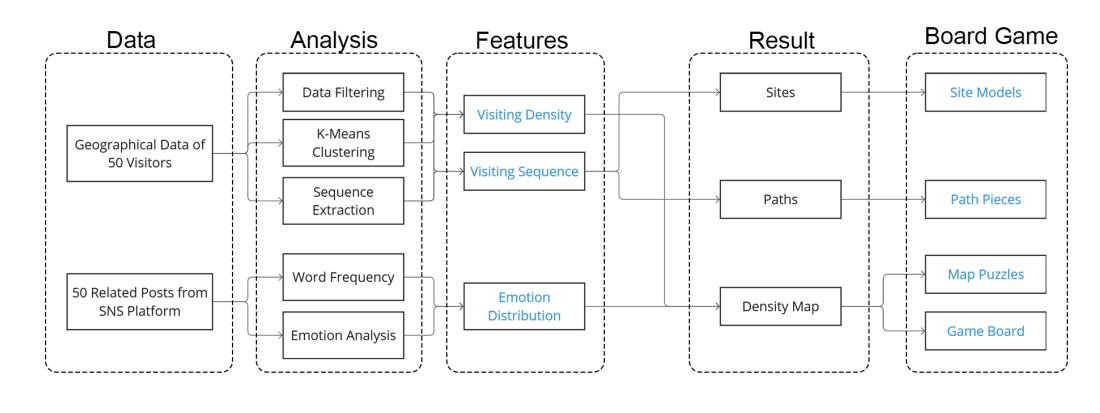 Data
Analysis
Features
Result
Board Game
Geographical Data of
50 Visitors
50 Related Posts from
SNS Platform
Data Filtering
K-Means
Clustering
Sequence
Extraction
Word Frequency
Emotion Analysis
Visiting Density
Visiting Sequence
Emotion
Distribution
Sites
Paths
Density Map
Site Models
Path Pieces
Map Puzzles
Game Board